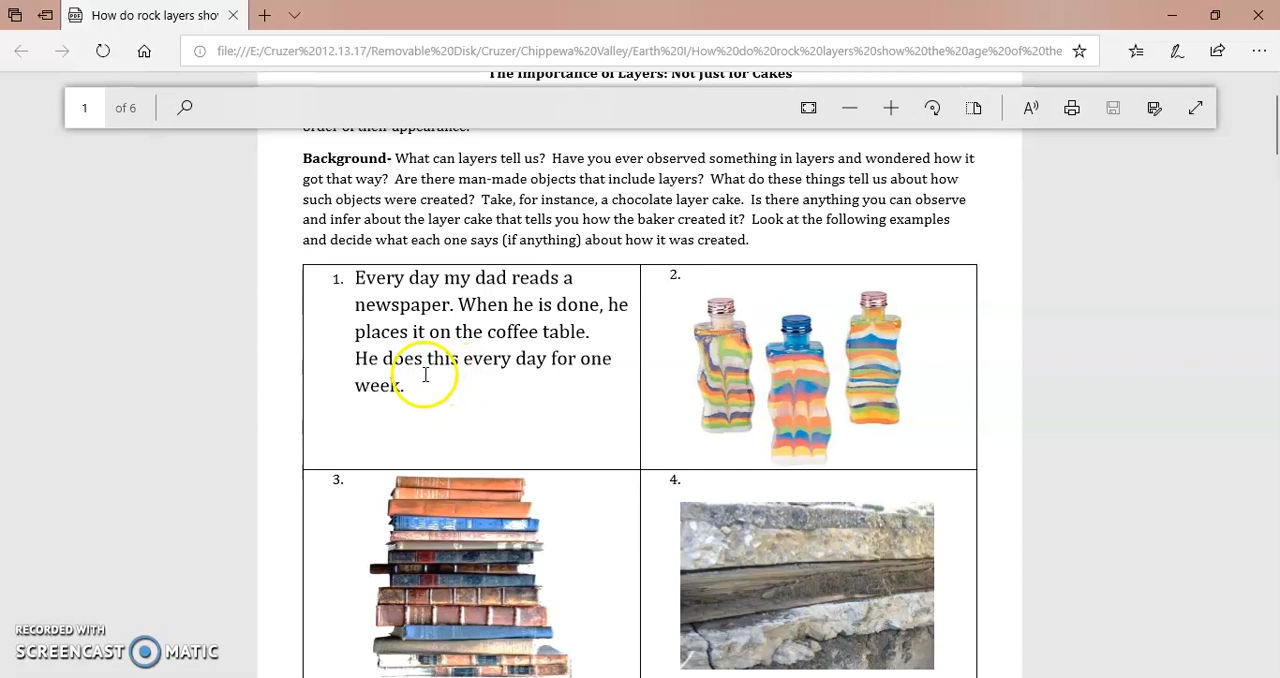 How do rock layers sho
file:///E:/Cruzer%2012.13.17/Removable%20Disk/Cruzer/Chippewa%20Valley/Earth%20I/How%20do%20rock%20layers%20show%20the%20age%20of%20the
The Importance of Layers: Not Just for Cakes
1 of 6
order of their appearance.
Background- What can layers tell us? Have you ever observed something in layers and wondered how it
got that way? Are there man-made objects that include layers? What do these things tell us about how
such objects were created? Take, for instance, a chocolate layer cake. Is there anything you can observe
and infer about the layer cake that tells you how the baker created it? Look at the following examples
and decide what each one says (if anything) about how it was created.
1. Every day my dad reads a
newspaper. When he is done, he
places it on the coffee table.
He does this every day for one
week.
2.
3.
4.
RECORDED WITH
SCREENCAST MATIC